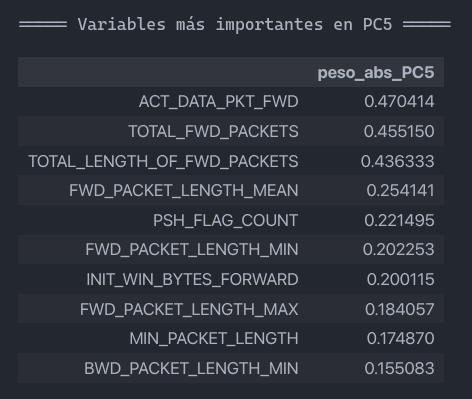 ===== Variables más importantes en PC5 =====
peso_abs_PC5
ACT_DATA_PKT_FWD 0.470414
TOTAL_FWD_PACKETS 0.455150
TOTAL_LENGTH_OF_FWD_PACKETS 0.436333
FWD_PACKET_LENGTH_MEAN 0.254141
PSH_FLAG_COUNT 0.221495
FWD_PACKET_LENGTH_MIN 0.202253
INIT_WIN_BYTES_FORWARD 0.200115
FWD_PACKET_LENGTH_MAX 0.184057
MIN_PACKET_LENGTH 0.174870
BWD_PACKET_LENGTH_MIN 0.155083